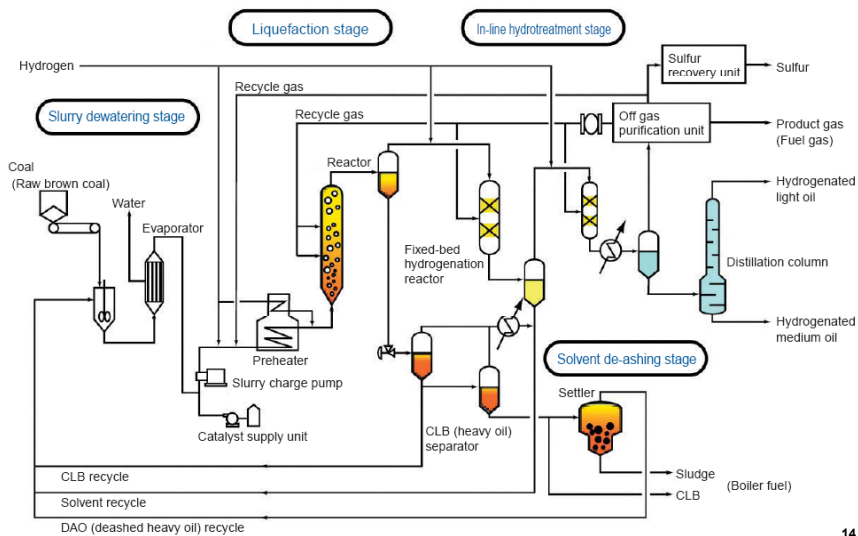 Liquefaction stage
In-line hydrotreatment stage
Hydrogen
Sulfur
recovery unit
Sulfur
Recycle gas
Slurry dewatering stage
Recycle gas
Off gas
purification unit
Product gas
(Fuel gas)
Coal
(Raw brown coal)
Reactor
Water
Evaporator
Hydrogenated
light oil
Fixed-bed
hydrogenation
reactor
Distillation column
Preheater
Hydrogenated
medium oil
Solvent de-ashing stage
Slurry charge pump
Settler
Catalyst supply unit
CLB (heavy oil)
separator
CLB recycle
Sludge
(Boiler fuel)
CLB
Solvent recycle
DAO (deashed heavy oil) recycle
14